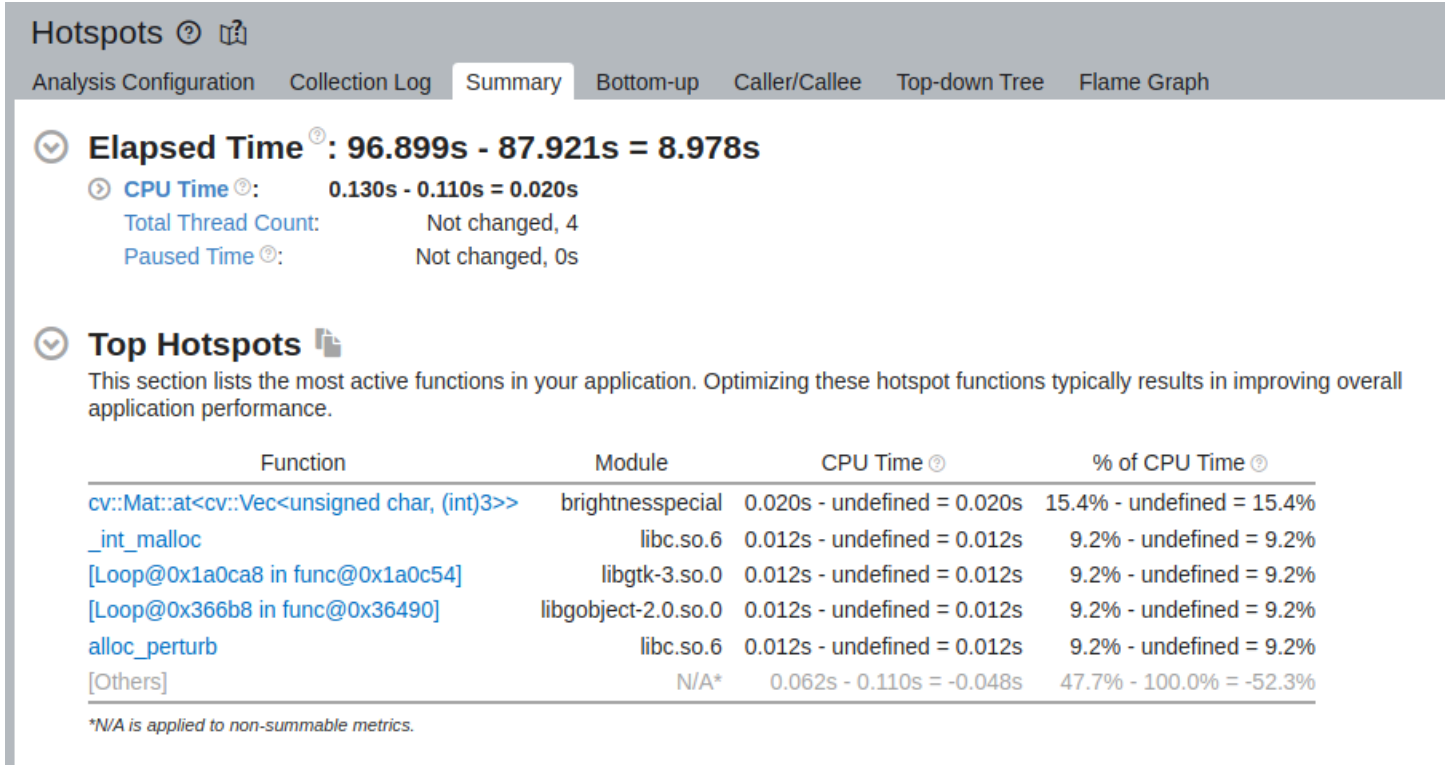 Hotspots
Analysis Configuration Collection Log Summary Bottom-up Caller/Callee Top-down Tree Flame Graph
Elapsed Time ?: 96.899s - 87.921s = 8.978s
CPU Time ?: 0.130s - 0.110s = 0.020s
Total Thread Count: Not changed, 4
Paused Time ?: Not changed, 0s
Top Hotspots
This section lists the most active functions in your application. Optimizing these hotspot functions typically results in improving overall
application performance.
Function Module CPU Time ? % of CPU Time ?
cv::Mat::at<cv::Vec<unsigned char, (int)3>> brightnesspecial 0.020s - undefined = 0.020s 15.4% - undefined = 15.4%
_int_malloc libc.so.6 0.012s - undefined = 0.012s 9.2% - undefined = 9.2%
[Loop@0x1a0ca8 in func@0x1a0c54] libgtk-3.so.0 0.012s - undefined = 0.012s 9.2% - undefined = 9.2%
[Loop@0x366b8 in func@0x36490] libgobject-2.0.so.0 0.012s - undefined = 0.012s 9.2% - undefined = 9.2%
alloc_perturb libc.so.6 0.012s - undefined = 0.012s 9.2% - undefined = 9.2%
[Others] N/A* 0.062s - 0.110s = -0.048s 47.7% - 100.0% = -52.3%
*N/A is applied to non-summable metrics.